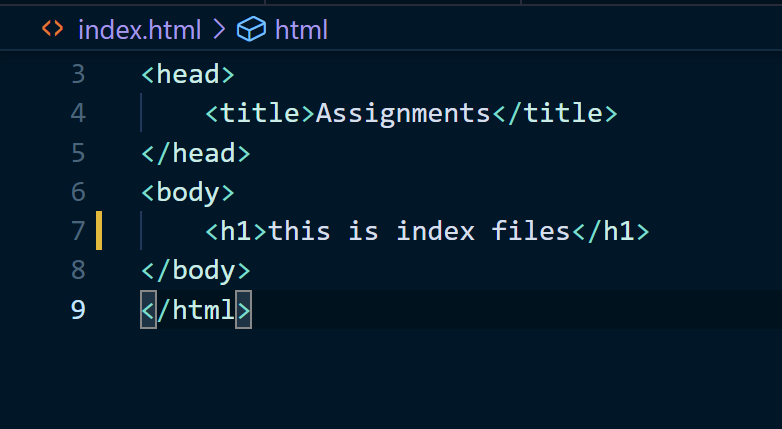 index.html > html
3 <head>
4 <title>Assignments</title>
5 </head>
6 <body>
7 <h1>this is index files</h1>
8 </body>
9 </html>